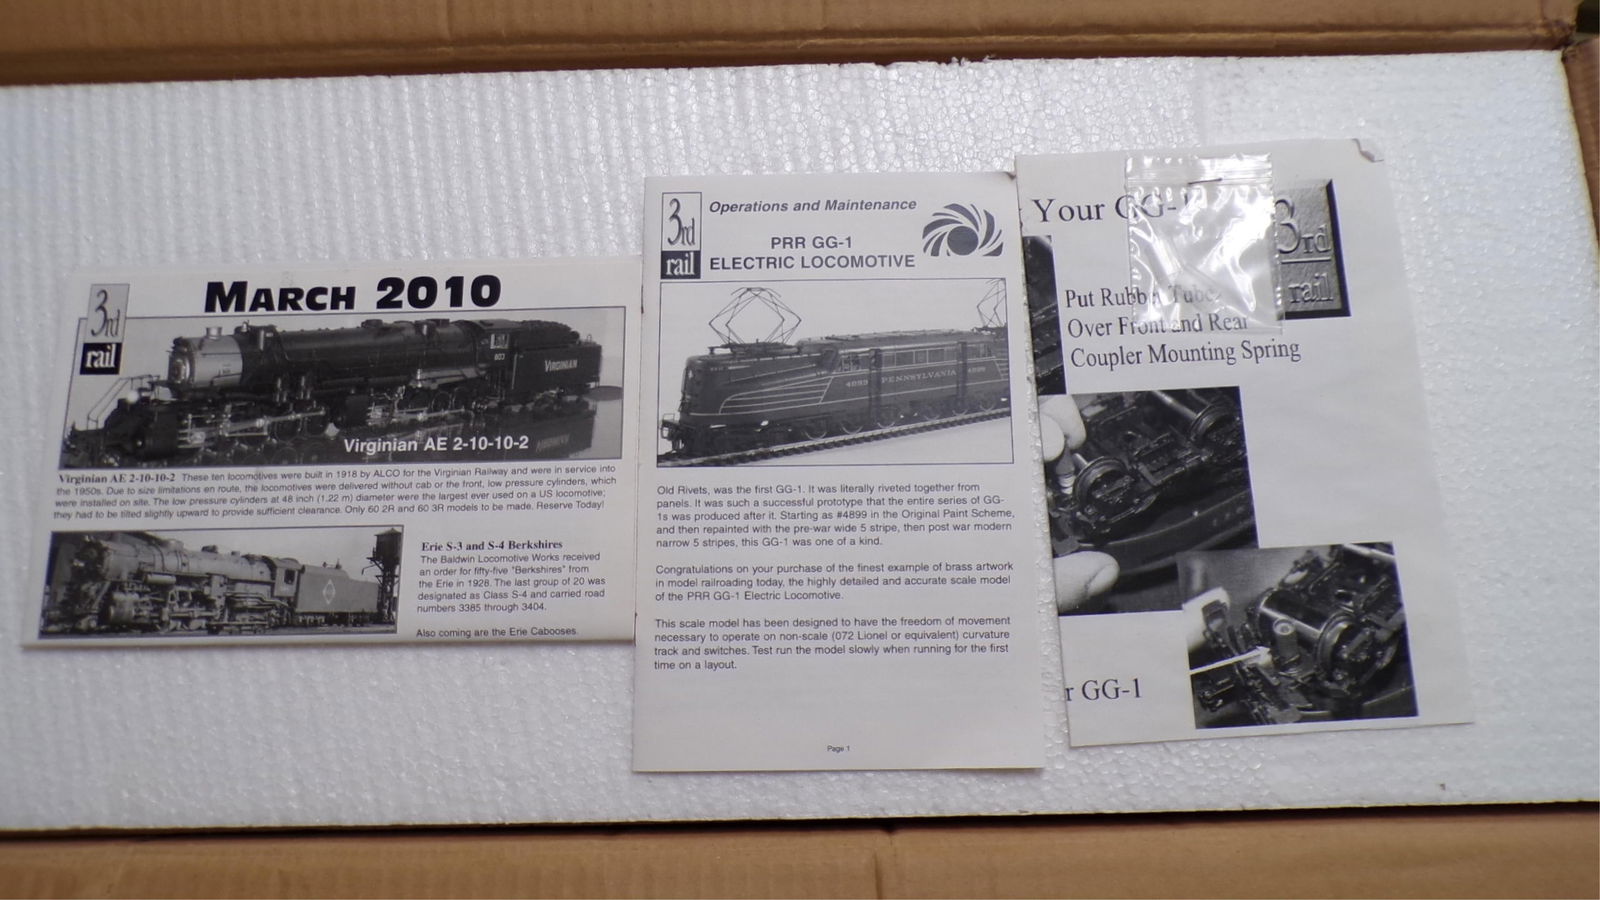 MARCH 2010
3rd
rail
803
VIRGINIAN
Virginian AE 2-10-10-2
Virginian AE 2-10-10-2 These ten locomotives were built in 1918 by ALCO for the Virginian Railway and were in service into
the 1950s. Due to size limitations en route, the locomotives were delivered without cab or the front, low pressure cylinders, which
were installed on site. The low pressure cylinders at 48 inch (1.22 m) diameter were the largest ever used on a US locomotive;
they had to be tilted slightly upward to provide sufficient clearance. Only 60 2R and 60 3R models to be made. Reserve Today!
Erie S-3 and S-4 Berkshires
The Baldwin Locomotive Works received
an order for fifty-five "Berkshires" from
the Erie in 1928. The last group of 20 was
designated as Class S-4 and carried road
numbers 3385 through 3404.
Also coming are the Erie Cabooses.
3rd
rail
Operations and Maintenance
PRR GG-1
ELECTRIC LOCOMOTIVE
4899 PENNSYLVANIA 4899
Old Rivets, was the first GG-1. It was literally riveted together from
panels. It was such a successful prototype that the entire series of GG-
1s was produced after it. Starting as #4899 in the Original Paint Scheme,
and then repainted with the pre-war wide 5 stripe, then post war modern
narrow 5 stripes, this GG-1 was one of a kind.
Congratulations on your purchase of the finest example of brass artwork
in model railroading today, the highly detailed and accurate scale model
of the PRR GG-1 Electric Locomotive.
This scale model has been designed to have the freedom of movement
necessary to operate on non-scale (072 Lionel or equivalent) curvature
track and switches. Test run the model slowly when running for the first
time on a layout.
Page 1
Your GG-1
3rd
rail
Put Rubber Tube
Over Front and Rear
Coupler Mounting Spring
r GG-1